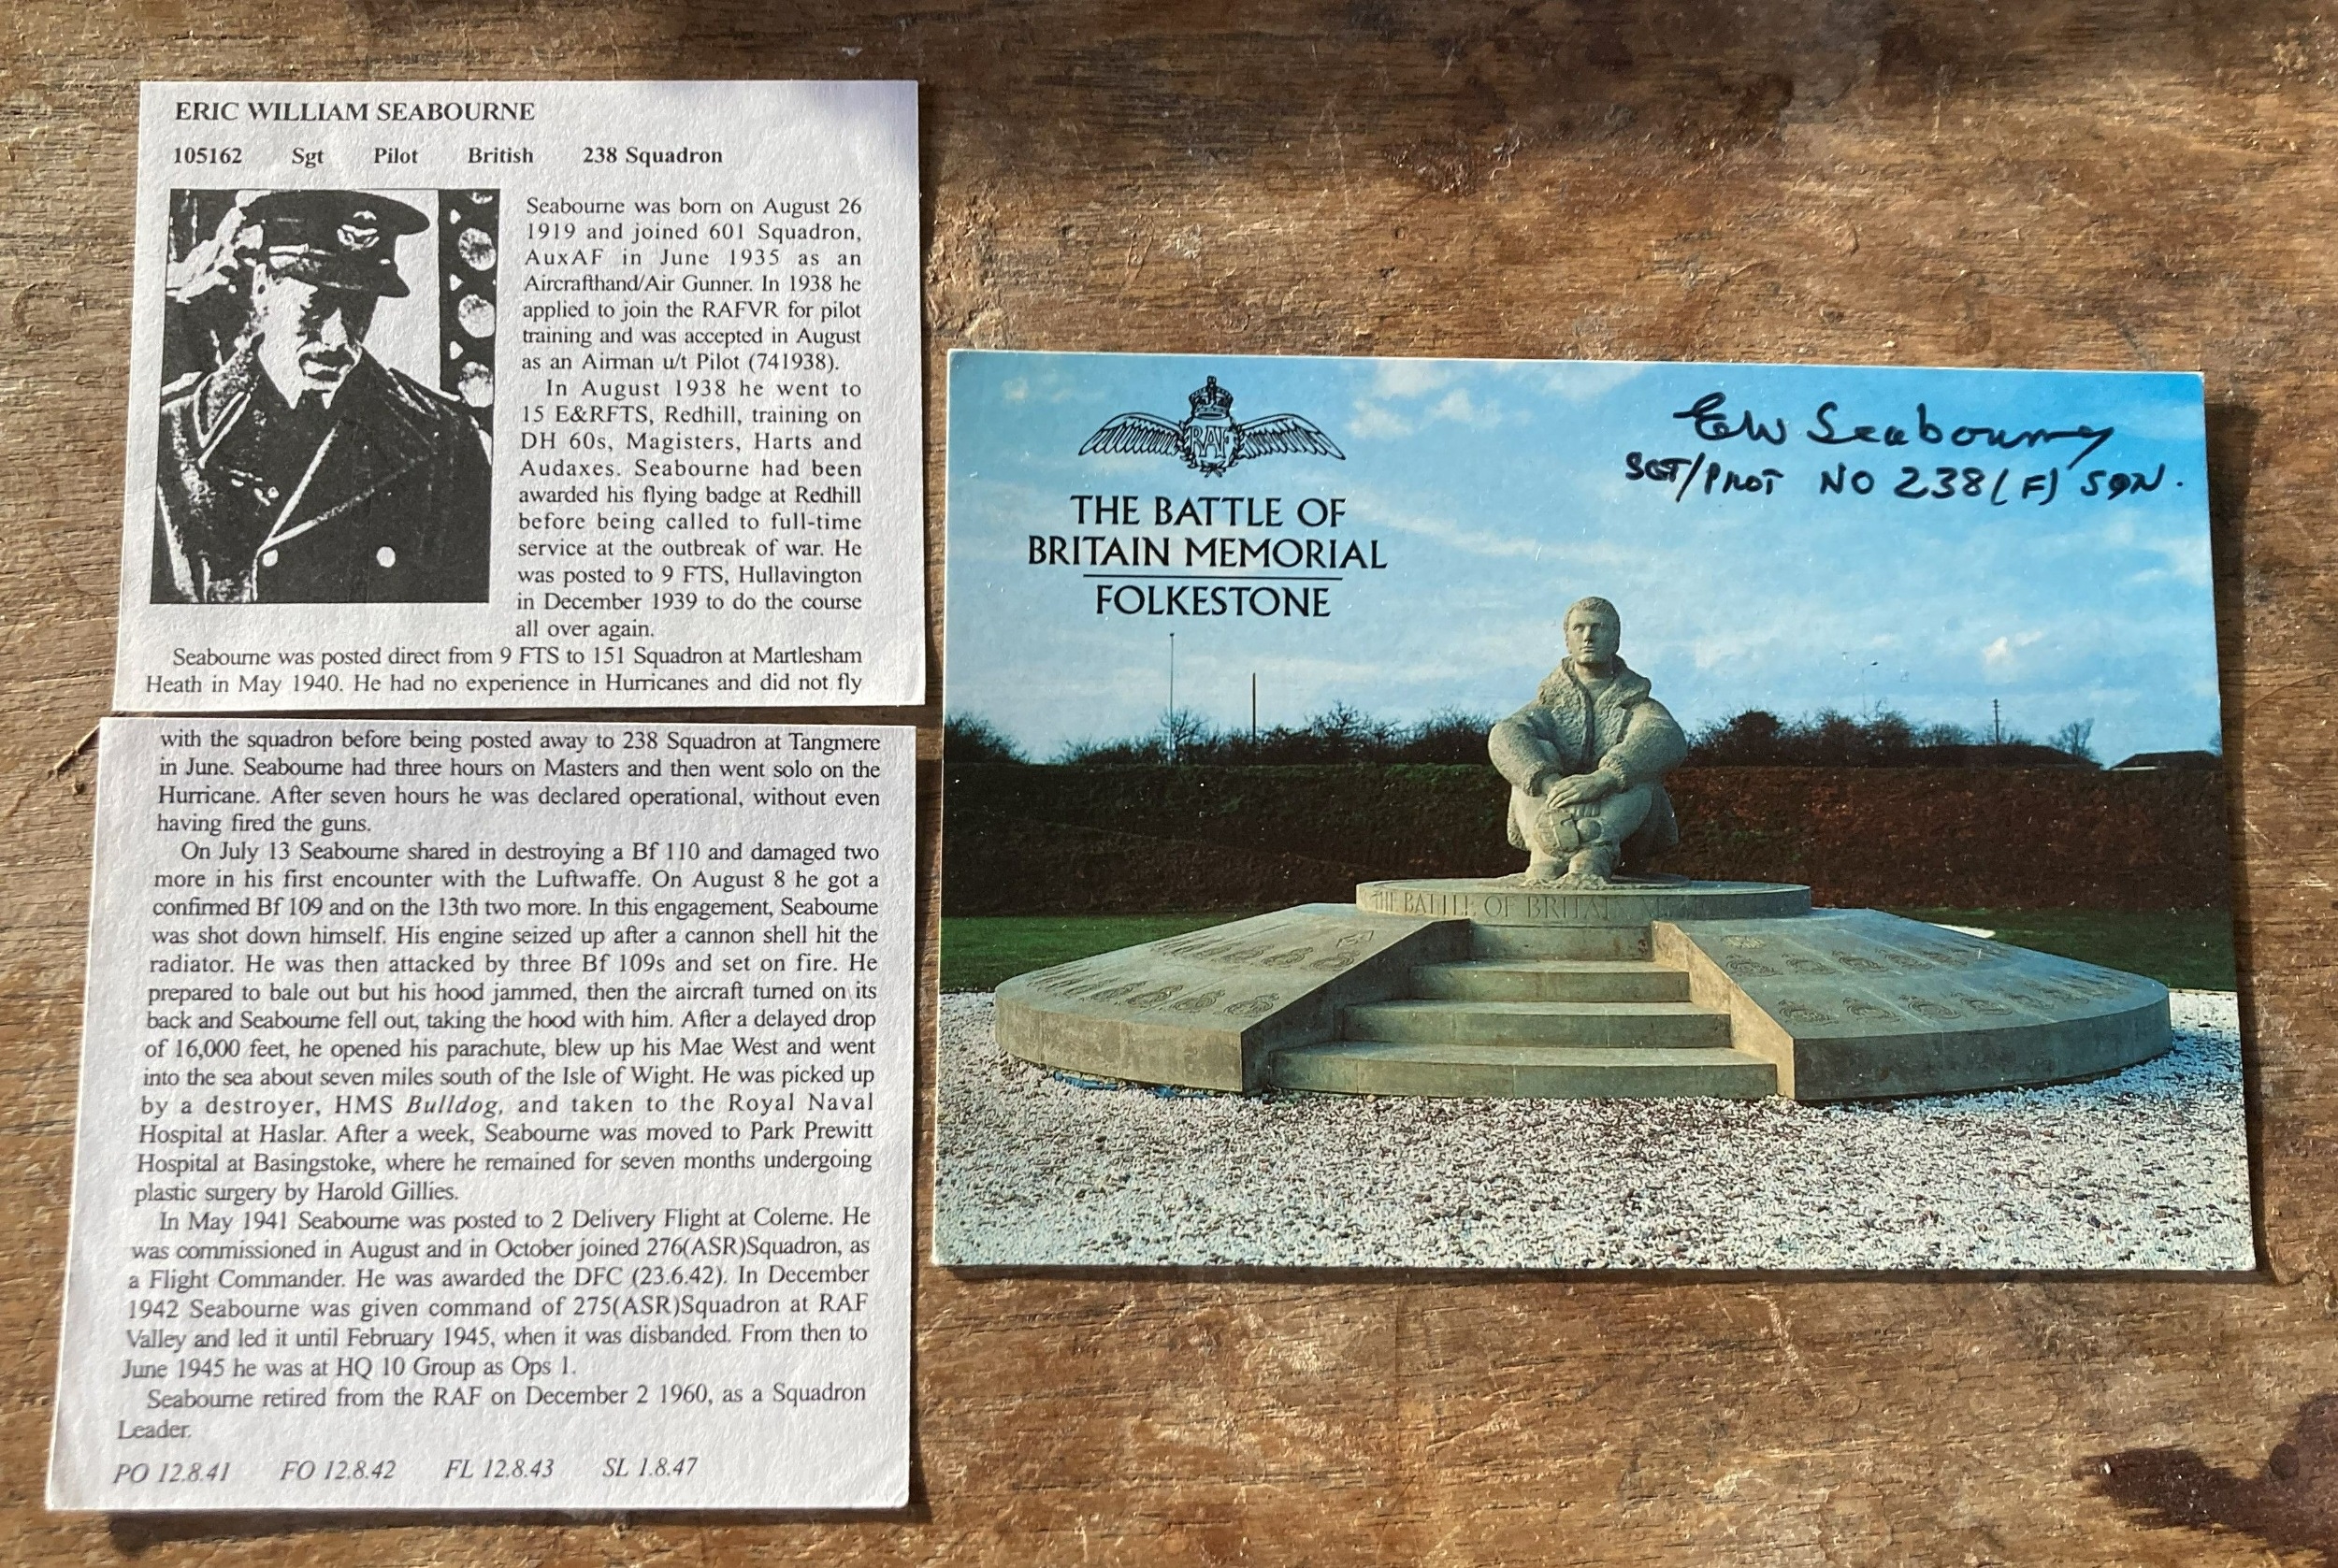 ERIC WILLIAM SEABOURNE
105162 Sgt Pilot British 238 Squadron
Seabourne was born on August 26
1919 and joined 601 Squadron,
AuxAF in June 1935 as an
Aircrafthand/Air Gunner. In 1938 he
applied to join the RAFVR for pilot
training and was accepted in August
as an Airman u/t Pilot (741938).
In August 1938 he went to
15 E&RFTS, Redhill, training on
DH 60s, Magisters, Harts and
Audaxes. Seabourne had been
awarded his flying badge at Redhill
before being called to full-time
service at the outbreak of war. He
was posted to 9 FTS, Hullavington
in December 1939 to do the course
all over again.
Seabourne was posted direct from 9 FTS to 151 Squadron at Martlesham
Heath in May 1940. He had no experience in Hurricanes and did not fly
with the squadron before being posted away to 238 Squadron at Tangmere
in June. Seabourne had three hours on Masters and then went solo on the
Hurricane. After seven hours he was declared operational, without even
having fired the guns.
On July 13 Seabourne shared in destroying a Bf 110 and damaged two
more in his first encounter with the Luftwaffe. On August 8 he got a
confirmed Bf 109 and on the 13th two more. In this engagement, Seabourne
was shot down himself. His engine seized up after a cannon shell hit the
radiator. He was then attacked by three Bf 109s and set on fire. He
prepared to bale out but his hood jammed, then the aircraft turned on its
back and Seabourne fell out, taking the hood with him. After a delayed drop
of 16,000 feet, he opened his parachute, blew up his Mae West and went
into the sea about seven miles south of the Isle of Wight. He was picked up
by a destroyer, HMS Bulldog, and taken to the Royal Naval
Hospital at Haslar. After a week, Seabourne was moved to Park Prewitt
Hospital at Basingstoke, where he remained for seven months undergoing
plastic surgery by Harold Gillies.
In May 1941 Seabourne was posted to 2 Delivery Flight at Colerne. He
was commissioned in August and in October joined 276(ASR)Squadron, as
a Flight Commander. He was awarded the DFC (23.6.42). In December
1942 Seabourne was given command of 275(ASR)Squadron at RAF
Valley and led it until February 1945, when it was disbanded. From then to
June 1945 he was at HQ 10 Group as Ops 1.
Seabourne retired from the RAF on December 2 1960, as a Squadron
Leader.
PO 12.8.41 FO 12.8.42 FL 12.8.43 SL 1.8.47
RAF
THE BATTLE OF
BRITAIN MEMORIAL
FOLKESTONE
EW Seabourne
SGT/PILOT NO 238(F) SQN.
THE BATTLE OF BRITAIN